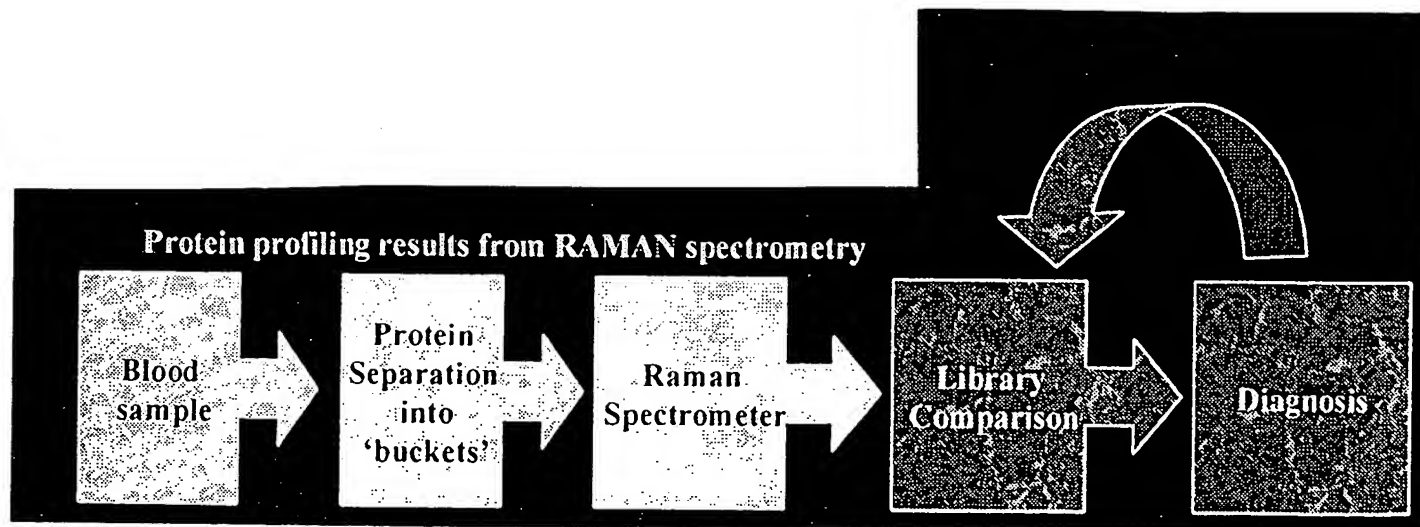 Protein profiling results from RAMAN spectrometry
Blood
sample
Protein
Separation
into
'buckets'
Raman
Spectrometer
Library
Comparison
Diagnosis